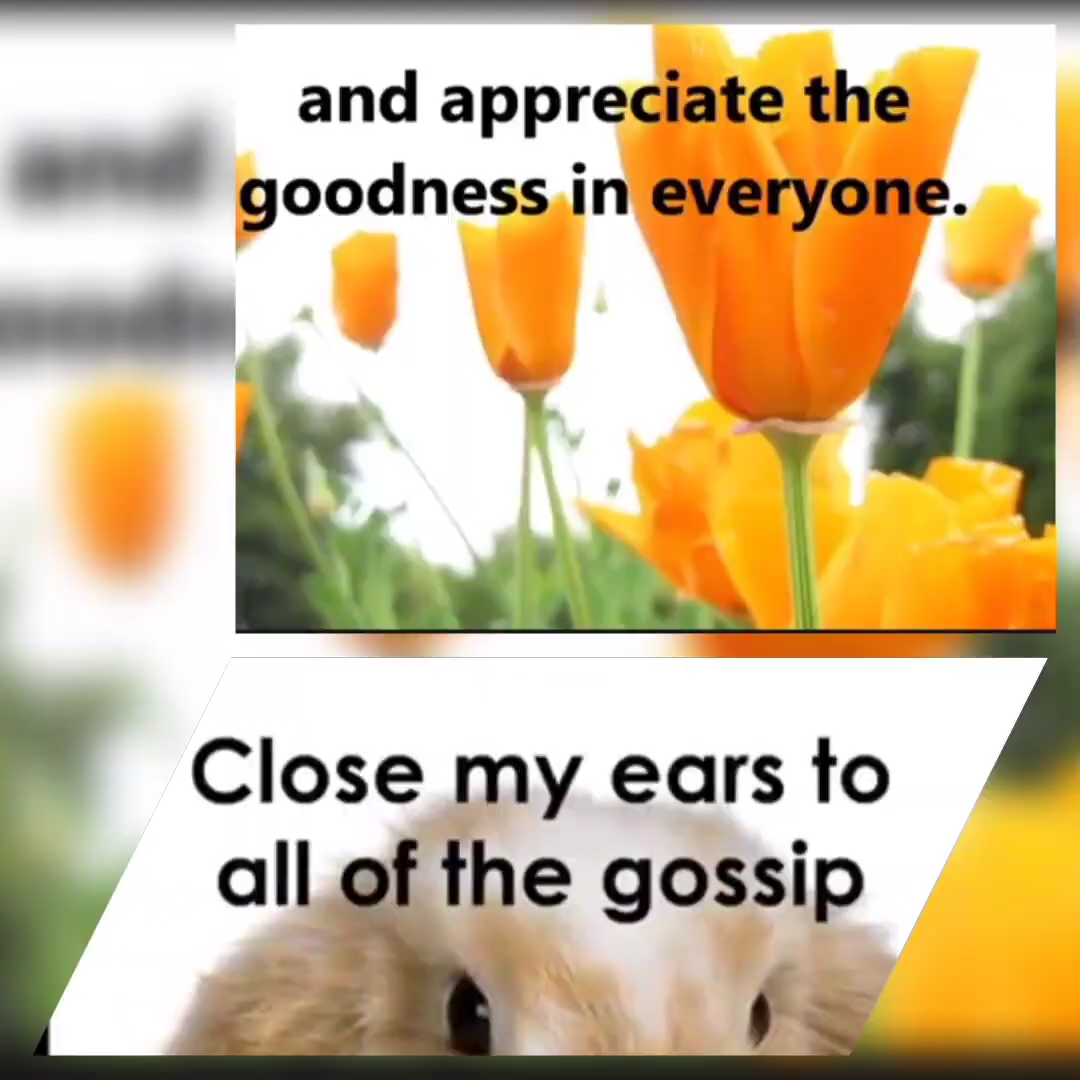 and appreciate the
goodness in everyone.
Close my ears to
all of the gossip